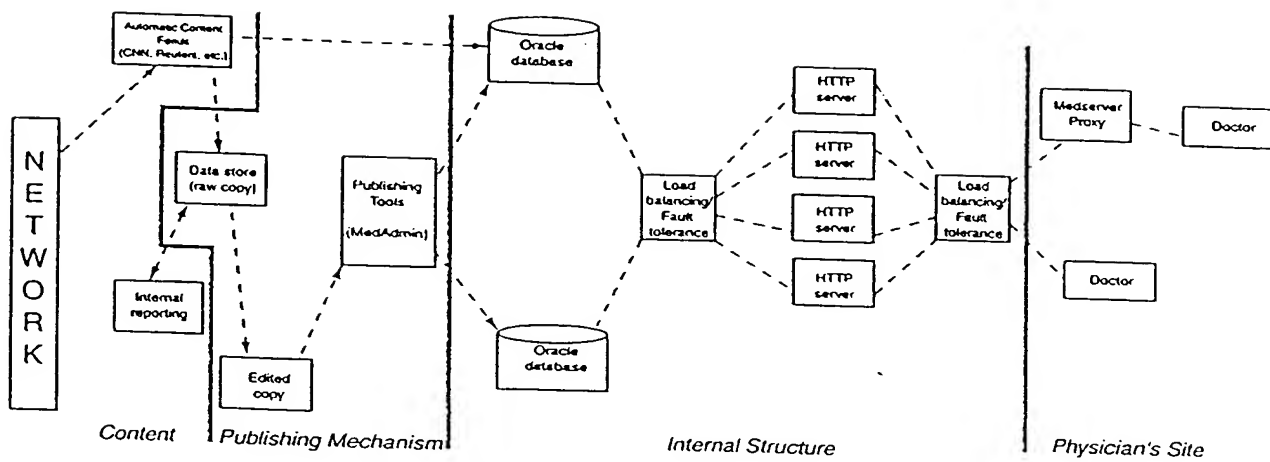 NETWORK
Automatic Content
Feeds
(CNN, Reuters, etc.)
Data store
(raw copy)
Internal
reporting
Edited
copy
Publishing
Tools
(MedAdmin)
Oracle
database
Oracle
database
Load
balancing/
Fault
tolerance
HTTP
server
HTTP
server
HTTP
server
HTTP
server
Load
balancing/
Fault
tolerance
Medserver
Proxy
Doctor
Doctor
Content
Publishing Mechanism
Internal Structure
Physician's Site